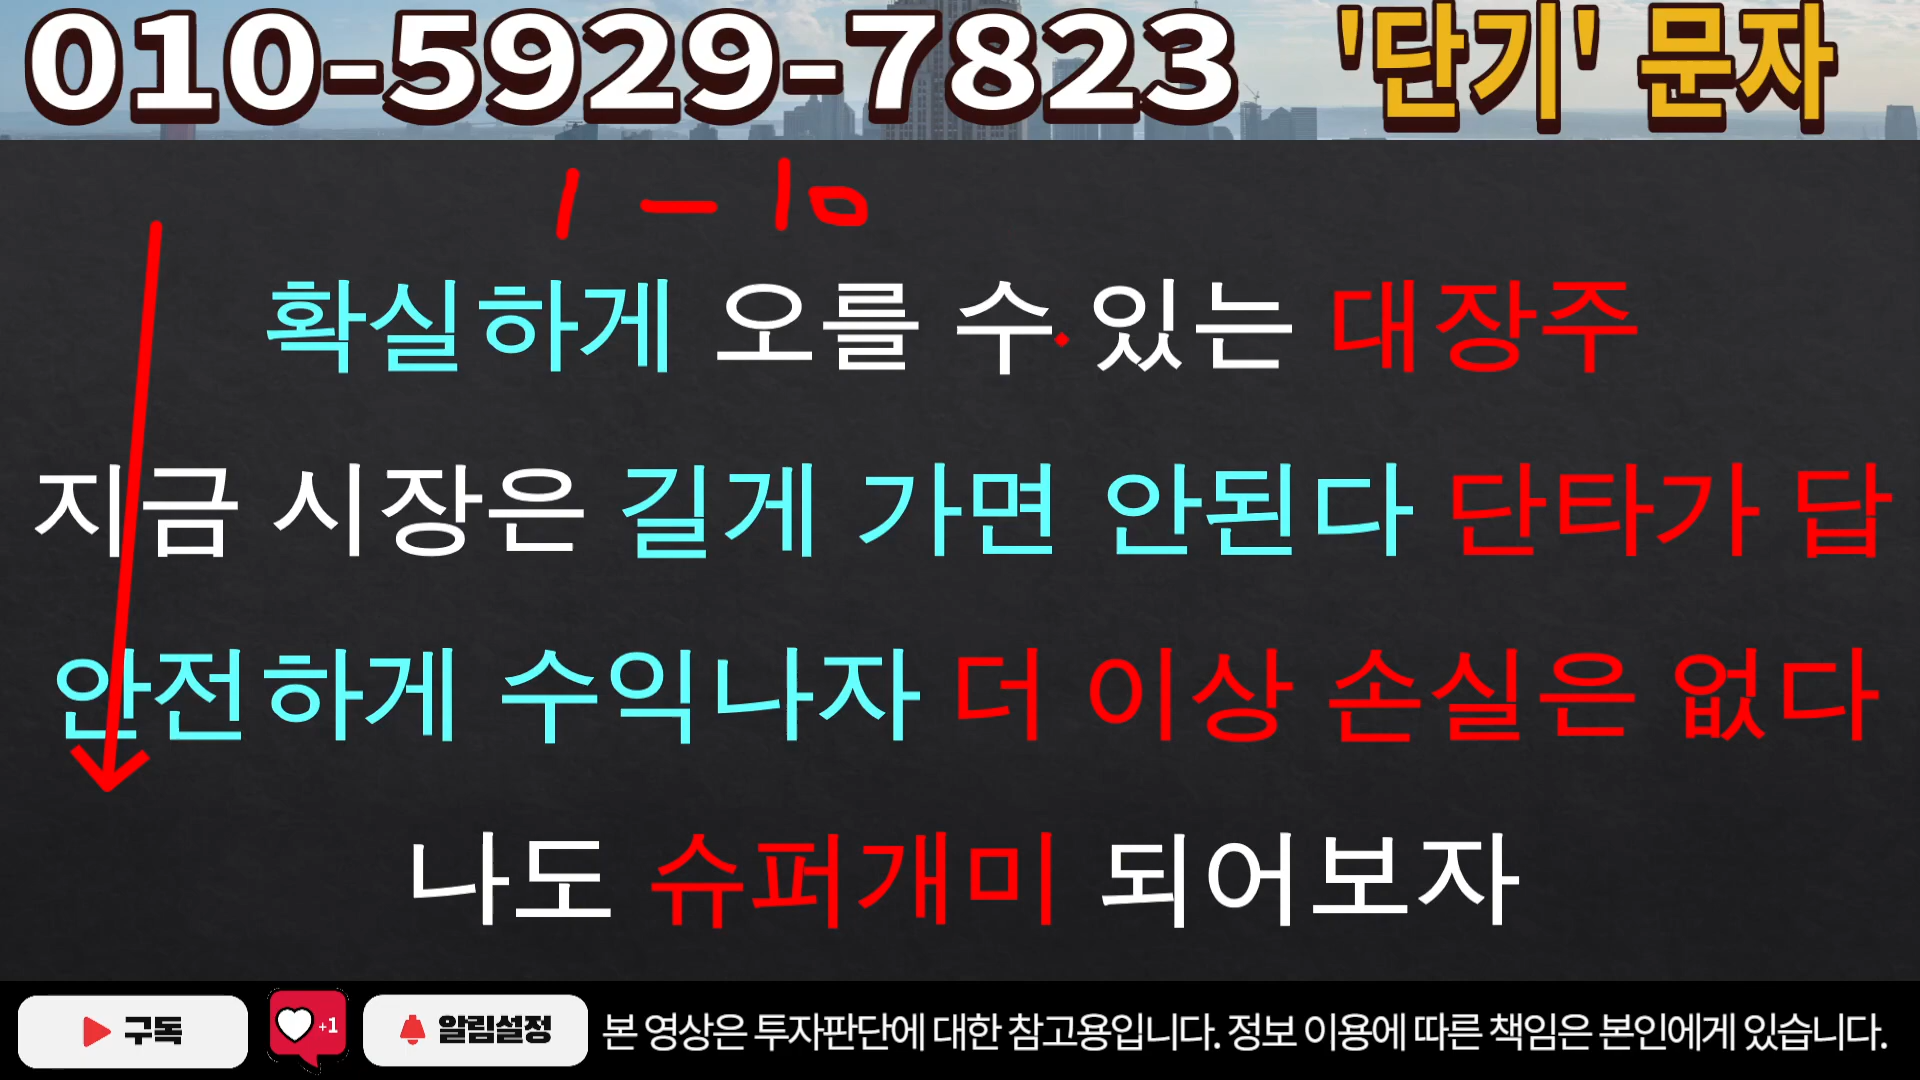 010-5929-7823 '단기' 문자
1 - 10
확실하게 오를 수 있는 대장주
지금 시장은 길게 가면 안된다 단타가 답
안전하게 수익나자 더 이상 손실은 없다
나도 슈퍼개미 되어보자
구독 +1 알림설정 본 영상은 투자판단에 대한 참고용입니다. 정보 이용에 따른 책임은 본인에게 있습니다.